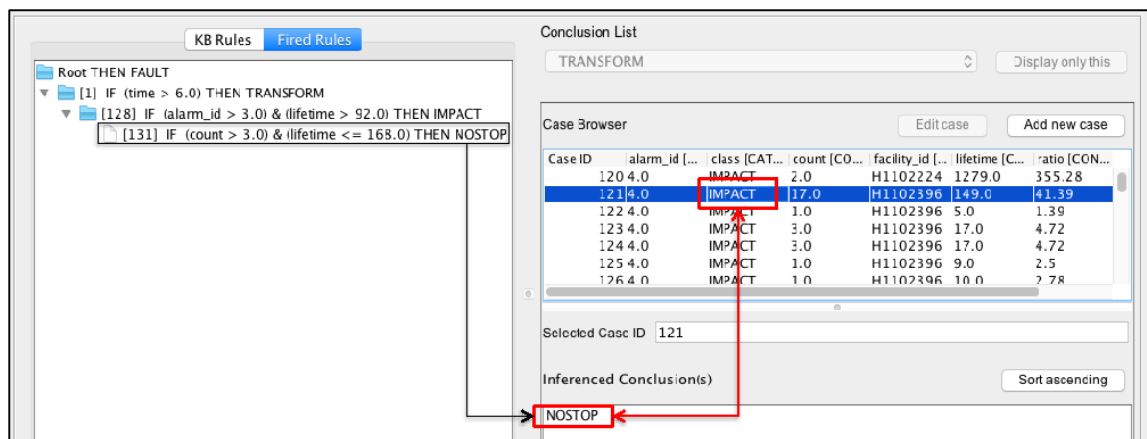 KB Rules Fired Rules
Root THEN FAULT
[1] IF (time > 6.0) THEN TRANSFORM
[128] IF (alarm_id > 3.0) & (lifetime > 92.0) THEN IMPACT
[131] IF (count > 3.0) & (lifetime <= 168.0) THEN NOSTOP
Conclusion List
TRANSFORM Display only this
Case Browser Edit case Add new case
Case ID alarm_id [... class [CAT... count [CO... facility_id [... lifetime [C... ratio [CON...
120 4.0 IMPACT 2.0 H1102224 1279.0 355.28
121 4.0 IMPACT 17.0 H1102396 149.0 41.39
122 4.0 IMPACT 1.0 H1102396 5.0 1.39
123 4.0 IMPACT 3.0 H1102396 17.0 4.72
124 4.0 IMPACT 3.0 H1102396 17.0 4.72
125 4.0 IMPACT 1.0 H1102396 9.0 2.5
126 4.0 IMPACT 1.0 H1102396 10.0 2.78
Selected Case ID 121
Inferenced Conclusion(s) Sort ascending
NOSTOP